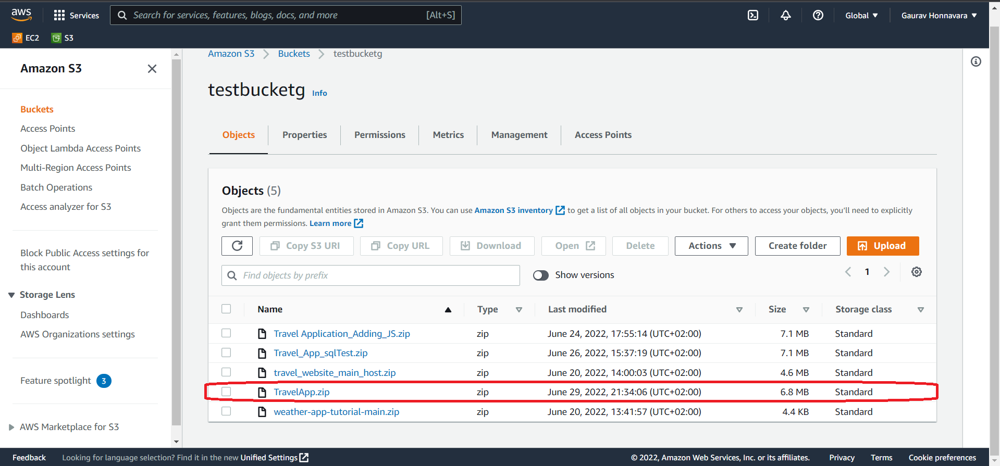 aws
Services
Search for services, features, blogs, docs, and more [Alt+S]
Global
Gaurav Honnavara
EC2
S3
Amazon S3
Buckets
Access Points
Object Lambda Access Points
Multi-Region Access Points
Batch Operations
Access analyzer for S3
Block Public Access settings for
this account
Storage Lens
Dashboards
AWS Organizations settings
Feature spotlight 3
AWS Marketplace for S3
Amazon S3 Buckets testbucketg
testbucketg Info
Objects Properties Permissions Metrics Management Access Points
Objects (5)
Objects are the fundamental entities stored in Amazon S3. You can use Amazon S3 inventory to get a list of all objects in your bucket. For others to access your objects, you'll need to explicitly
grant them permissions. Learn more
Copy S3 URI Copy URL Download Open Delete Actions Create folder Upload
Find objects by prefix Show versions 1
Name Type Last modified Size Storage class
Travel Application_Adding_JS.zip zip June 24, 2022, 17:55:14 (UTC+02:00) 7.1 MB Standard
Travel_App_sqlTest.zip zip June 26, 2022, 15:37:19 (UTC+02:00) 7.1 MB Standard
travel_website_main_host.zip zip June 20, 2022, 14:00:03 (UTC+02:00) 4.6 MB Standard
TravelApp.zip zip June 29, 2022, 21:34:06 (UTC+02:00) 6.8 MB Standard
weather-app-tutorial-main.zip zip June 20, 2022, 13:41:57 (UTC+02:00) 4.4 KB Standard
Feedback Looking for language selection? Find it in the new Unified Settings © 2022, Amazon Web Services, Inc. or its affiliates. Privacy Terms Cookie preferences